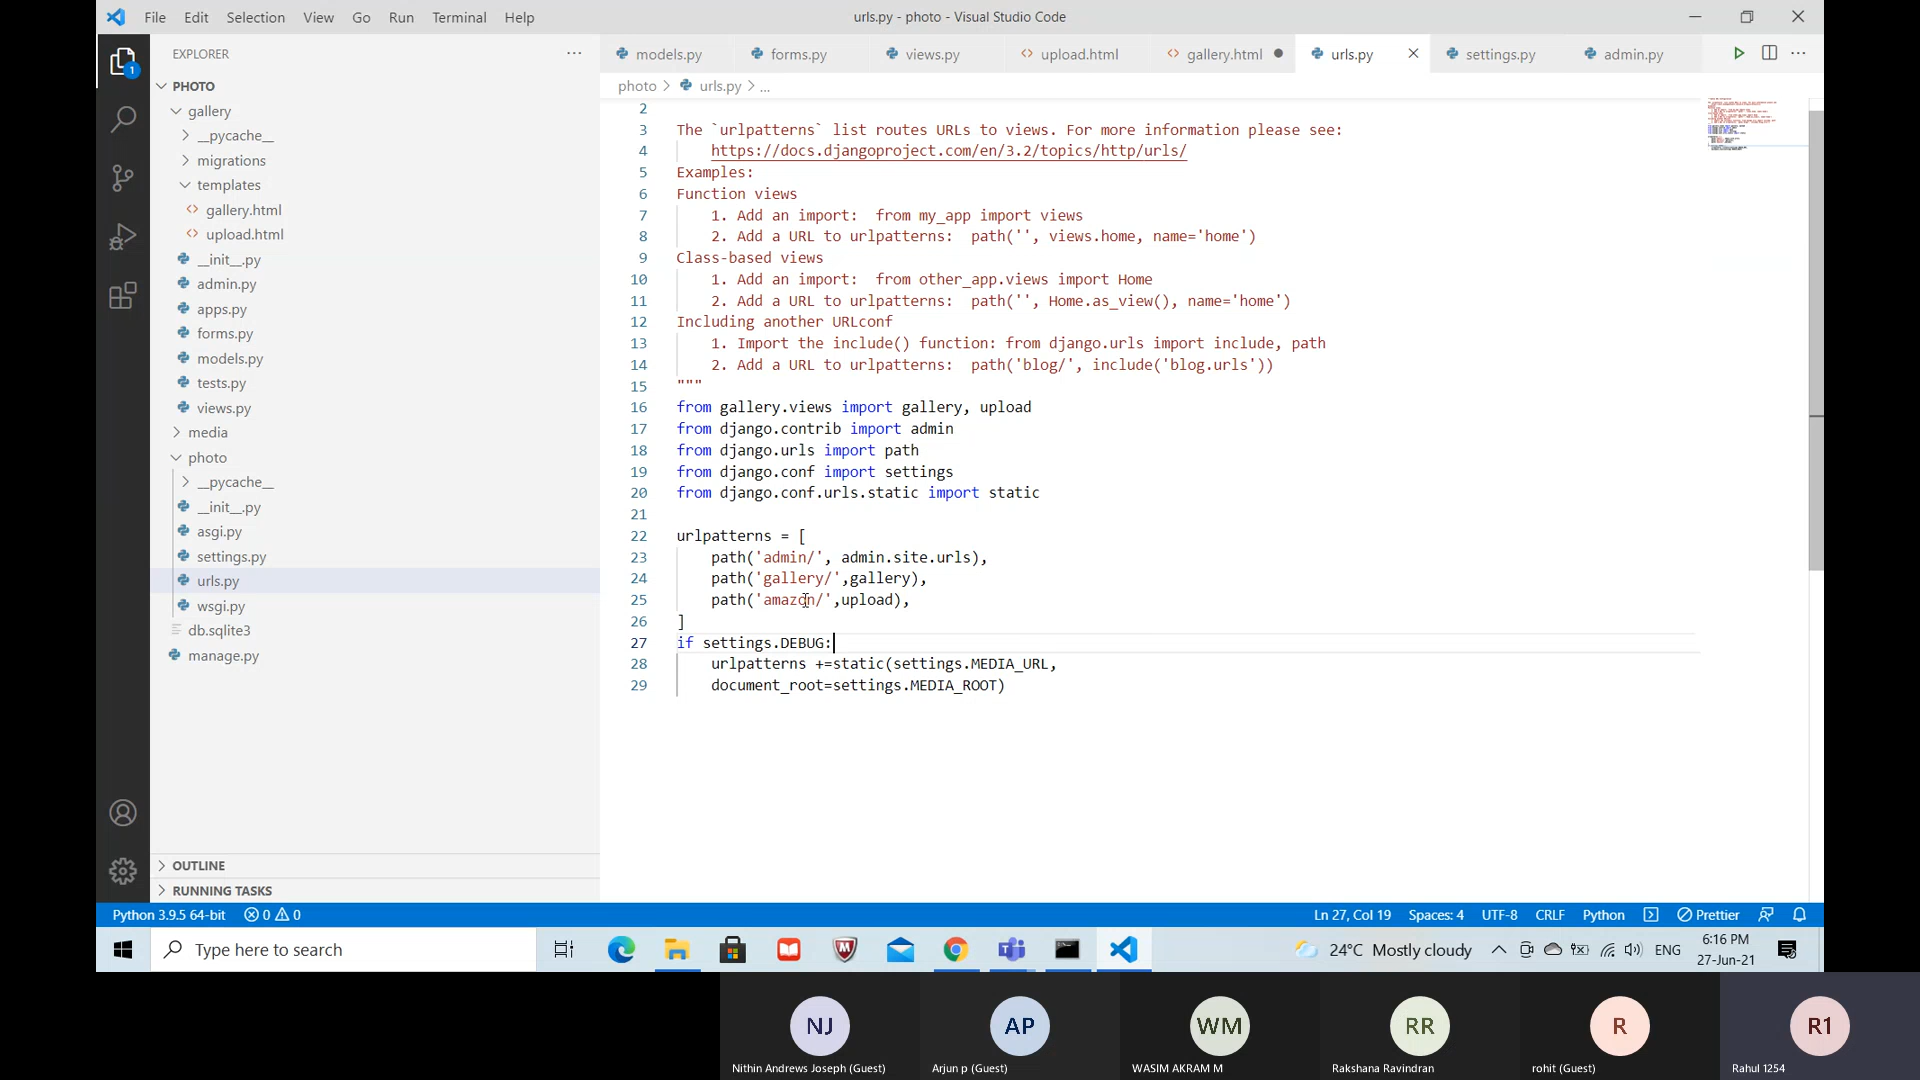 File Edit Selection View Go Run Terminal Help
urls.py - photo - Visual Studio Code
EXPLORER
1
PHOTO
gallery
__pycache__
migrations
templates
gallery.html
upload.html
__init__.py
admin.py
apps.py
forms.py
models.py
tests.py
views.py
media
photo
__pycache__
__init__.py
asgi.py
settings.py
urls.py
wsgi.py
db.sqlite3
manage.py
OUTLINE
RUNNING TASKS
models.py forms.py views.py upload.html gallery.html urls.py settings.py admin.py
photo > urls.py > ...
2
3 The `urlpatterns` list routes URLs to views. For more information please see:
4 https://docs.djangoproject.com/en/3.2/topics/http/urls/
5 Examples:
6 Function views
7 1. Add an import:  from my_app import views
8 2. Add a URL to urlpatterns:  path('', views.home, name='home')
9 Class-based views
10 1. Add an import:  from other_app.views import Home
11 2. Add a URL to urlpatterns:  path('', Home.as_view(), name='home')
12 Including another URLconf
13 1. Import the include() function: from django.urls import include, path
14 2. Add a URL to urlpatterns:  path('blog/', include('blog.urls'))
15 """
16 from gallery.views import gallery, upload
17 from django.contrib import admin
18 from django.urls import path
19 from django.conf import settings
20 from django.conf.urls.static import static
21
22 urlpatterns = [
23 path('admin/', admin.site.urls),
24 path('gallery/',gallery),
25 path('amazon/',upload),
26 ]
27 if settings.DEBUG:
28 urlpatterns +=static(settings.MEDIA_URL,
29 document_root=settings.MEDIA_ROOT)
Python 3.9.5 64-bit 0 0 Ln 27, Col 19 Spaces: 4 UTF-8 CRLF Python Prettier
Type here to search 24°C Mostly cloudy ENG 6:16 PM
27-Jun-21
NJ AP WM RR R R1
Nithin Andrews Joseph (Guest) Arjun p (Guest) WASIM AKRAM M Rakshana Ravindran rohit (Guest) Rahul 1254